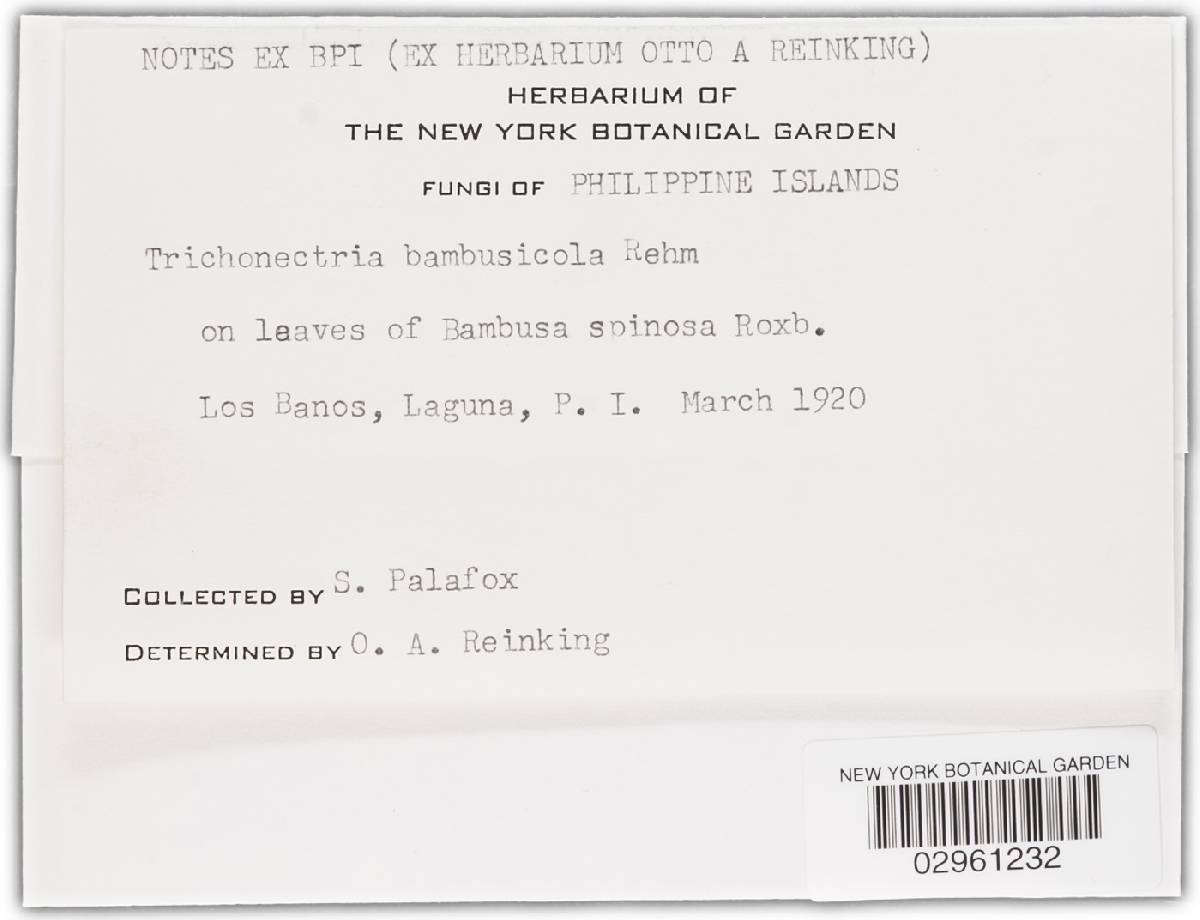 NOTES EX BPI (EX HERBARIUM OTTO A REINKING)
HERBARIUM OF
THE NEW YORK BOTANICAL GARDEN
FUNGI OF PHILIPPINE ISLANDS
Trichonectria bambusicola Rehm
on leaves of Bambusa spinosa Roxb.
Los Banos, Laguna, P. I. March 1920
COLLECTED BY S. Palafox
DETERMINED BY O. A. Reinking
NEW YORK BOTANICAL GARDEN
02961232